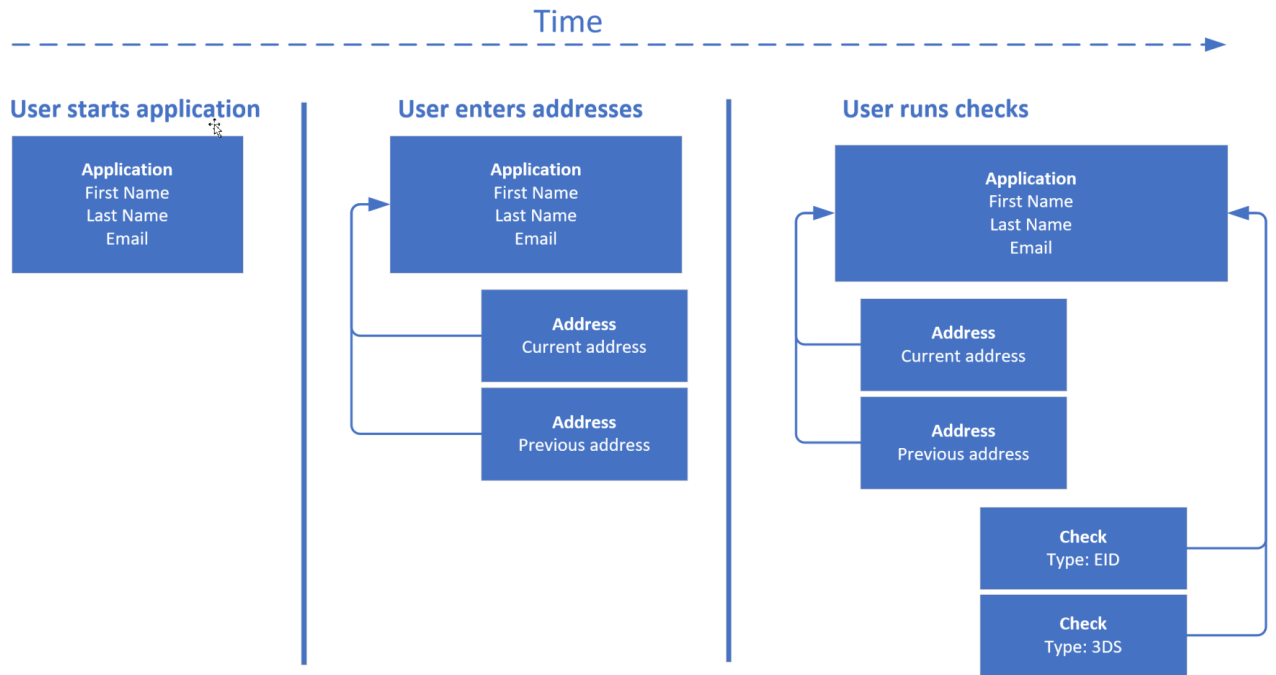 Time
User starts application
Application
First Name
Last Name
Email
User enters addresses
Application
First Name
Last Name
Email
Address
Current address
Address
Previous address
User runs checks
Application
First Name
Last Name
Email
Address
Current address
Address
Previous address
Check
Type: EID
Check
Type: 3DS